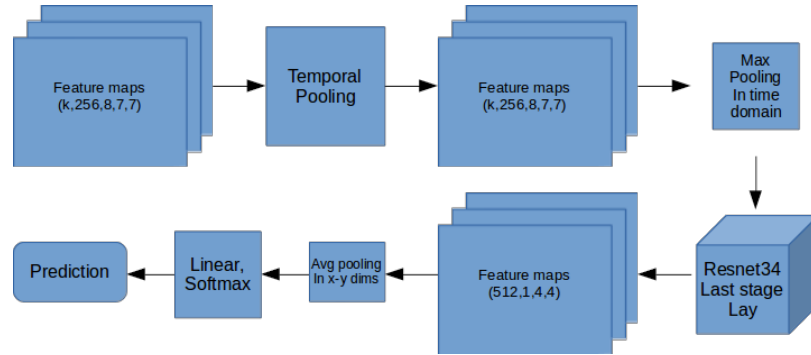 Feature maps
(k,256,8,7,7)
Temporal
Pooling
Feature maps
(k,256,8,7,7)
Max
Pooling
In time
domain
Resnet34
Last stage
Lay
Feature maps
(512,1,4,4)
Avg pooling
In x-y dims
Linear,
Softmax
Prediction